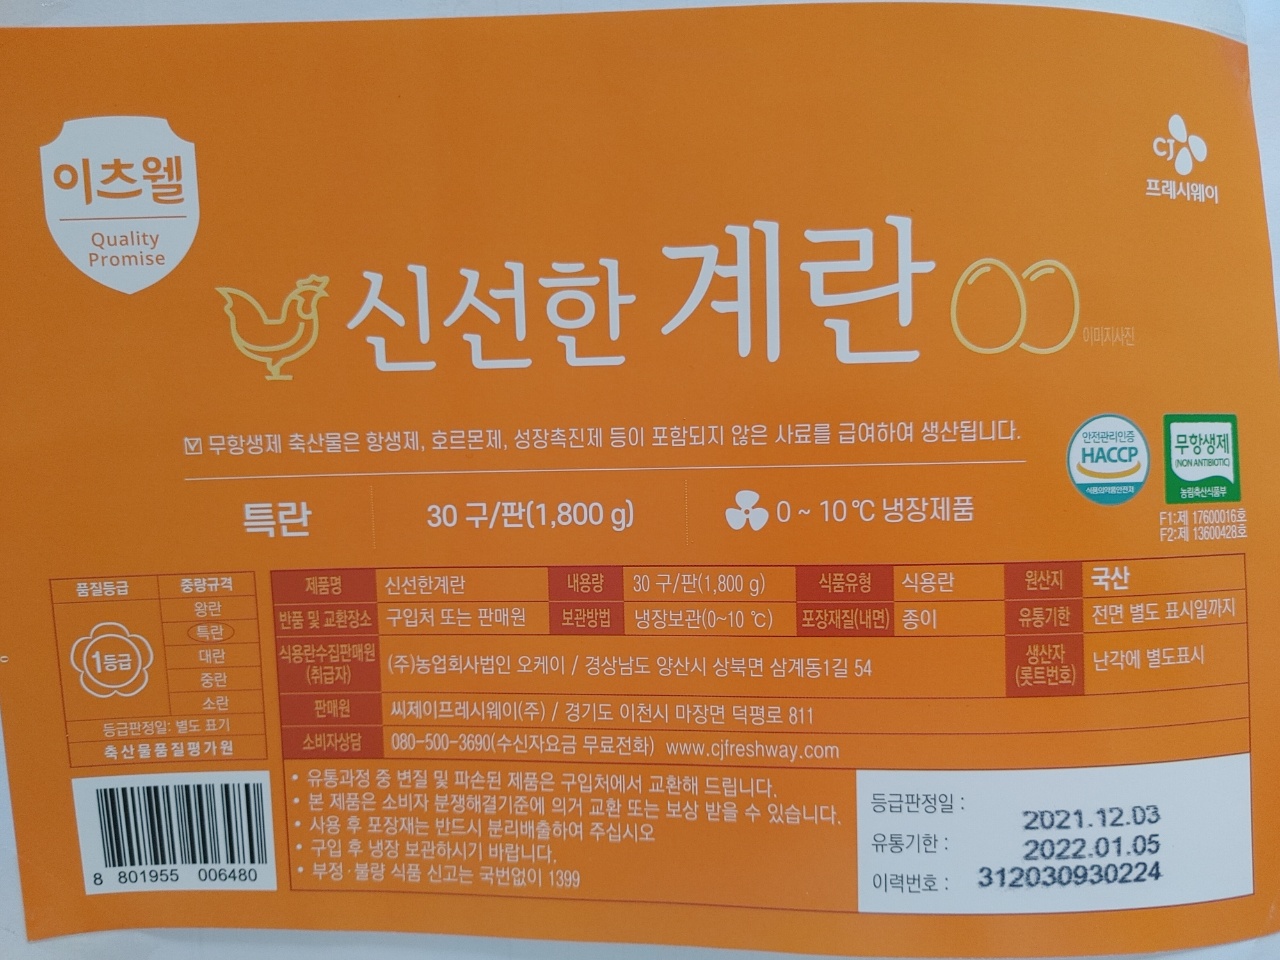 이츠웰
Quality
Promise
CJ
프레시웨이
신선한 계란
이미지사진
무항생제 축산물은 항생제, 호르몬제, 성장촉진제 등이 포함되지 않은 사료를 급여하여 생산됩니다.
안전관리인증
HACCP
식품의약품안전처
무항생제
(NON ANTIBIOTIC)
농림축산식품부
F1:제 17600016호
F2:제 13600428호
특란
30 구/판(1,800 g)
0 ~ 10 ℃ 냉장제품
품질등급 중량규격
1등급
왕란
특란
대란
중란
소란
등급판정일: 별도 표기
축산물품질평가원
제품명 신선한계란 내용량 30 구/판(1,800 g) 식품유형 식용란 원산지 국산
반품 및 교환장소 구입처 또는 판매원 보관방법 냉장보관(0~10 ℃) 포장재질(내면) 종이 유통기한 전면 별도 표시일까지
식용란수집판매원
(취급자)
(주)농업회사법인 오케이 / 경상남도 양산시 상북면 삼계동1길 54
생산자
(롯트번호)
난각에 별도표시
판매원 씨제이프레시웨이(주) / 경기도 이천시 마장면 덕평로 811
소비자상담 080-500-3690(수신자요금 무료전화) www.cjfreshway.com
• 유통과정 중 변질 및 파손된 제품은 구입처에서 교환해 드립니다.
• 본 제품은 소비자 분쟁해결기준에 의거 교환 또는 보상 받을 수 있습니다.
• 사용 후 포장재는 반드시 분리배출하여 주십시오
• 구입 후 냉장 보관하시기 바랍니다.
• 부정·불량 식품 신고는 국번없이 1399
8 801955 006480
등급판정일 : 2021.12.03
유통기한 : 2022.01.05
이력번호 : 312030930224